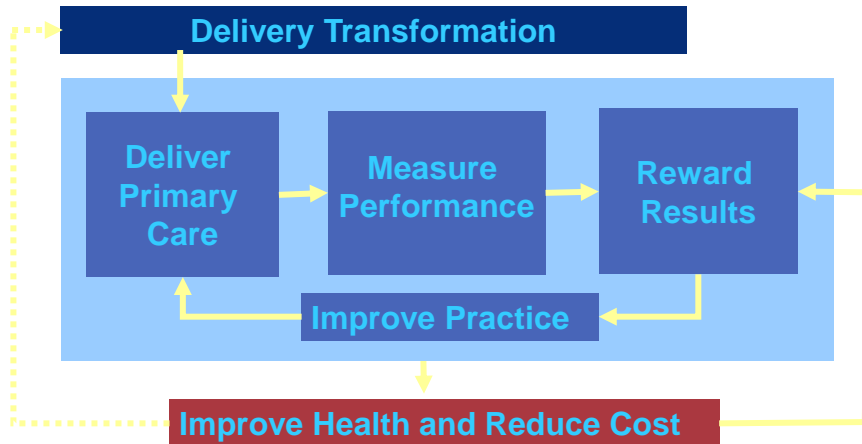 Delivery Transformation
Deliver
Primary
Care
Measure
Performance
Reward
Results
Improve Practice
Improve Health and Reduce Cost